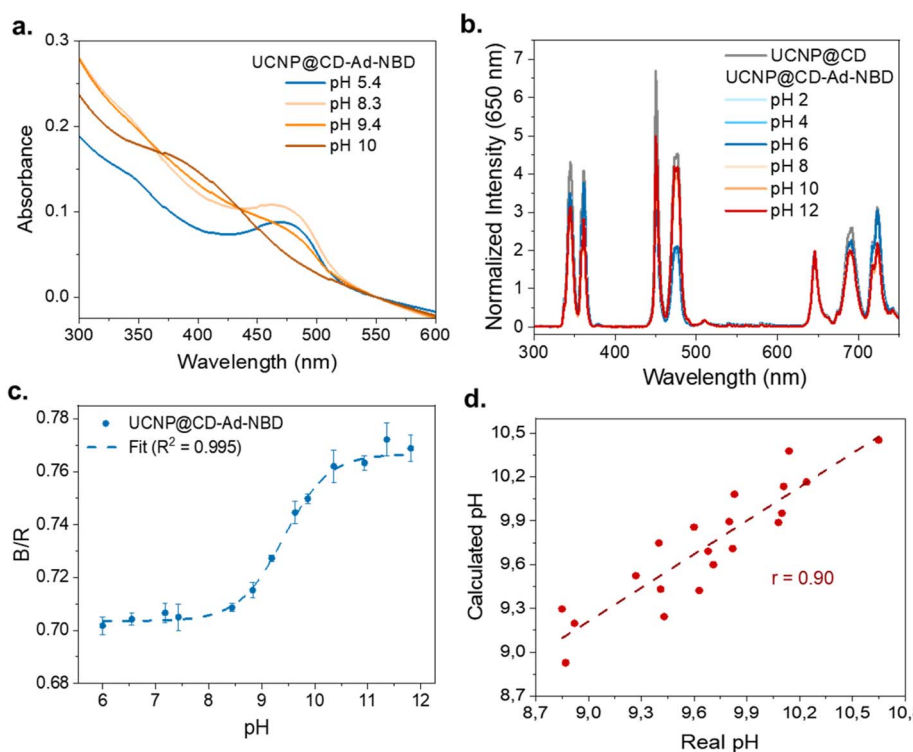 a.
0.3
0.2
0.1
0.0
Absorbance
UCNP@CD-Ad-NBD
pH 5.4
pH 8.3
pH 9.4
pH 10
300 350 400 450 500 550 600
Wavelength (nm)
b.
7
6
5
4
3
2
1
0
Normalized Intensity (650 nm)
UCNP@CD
UCNP@CD-Ad-NBD
pH 2
pH 4
pH 6
pH 8
pH 10
pH 12
300 400 500 600 700
Wavelength (nm)
c.
0.78
0.76
0.74
0.72
0.70
0.68
B/R
UCNP@CD-Ad-NBD
Fit (R² = 0.995)
6 7 8 9 10 11 12
pH
d.
10,5
10,2
9,9
9,6
9,3
9,0
8,7
Calculated pH
r = 0.90
8,7 9,0 9,3 9,6 9,9 10,2 10,5 10,
Real pH